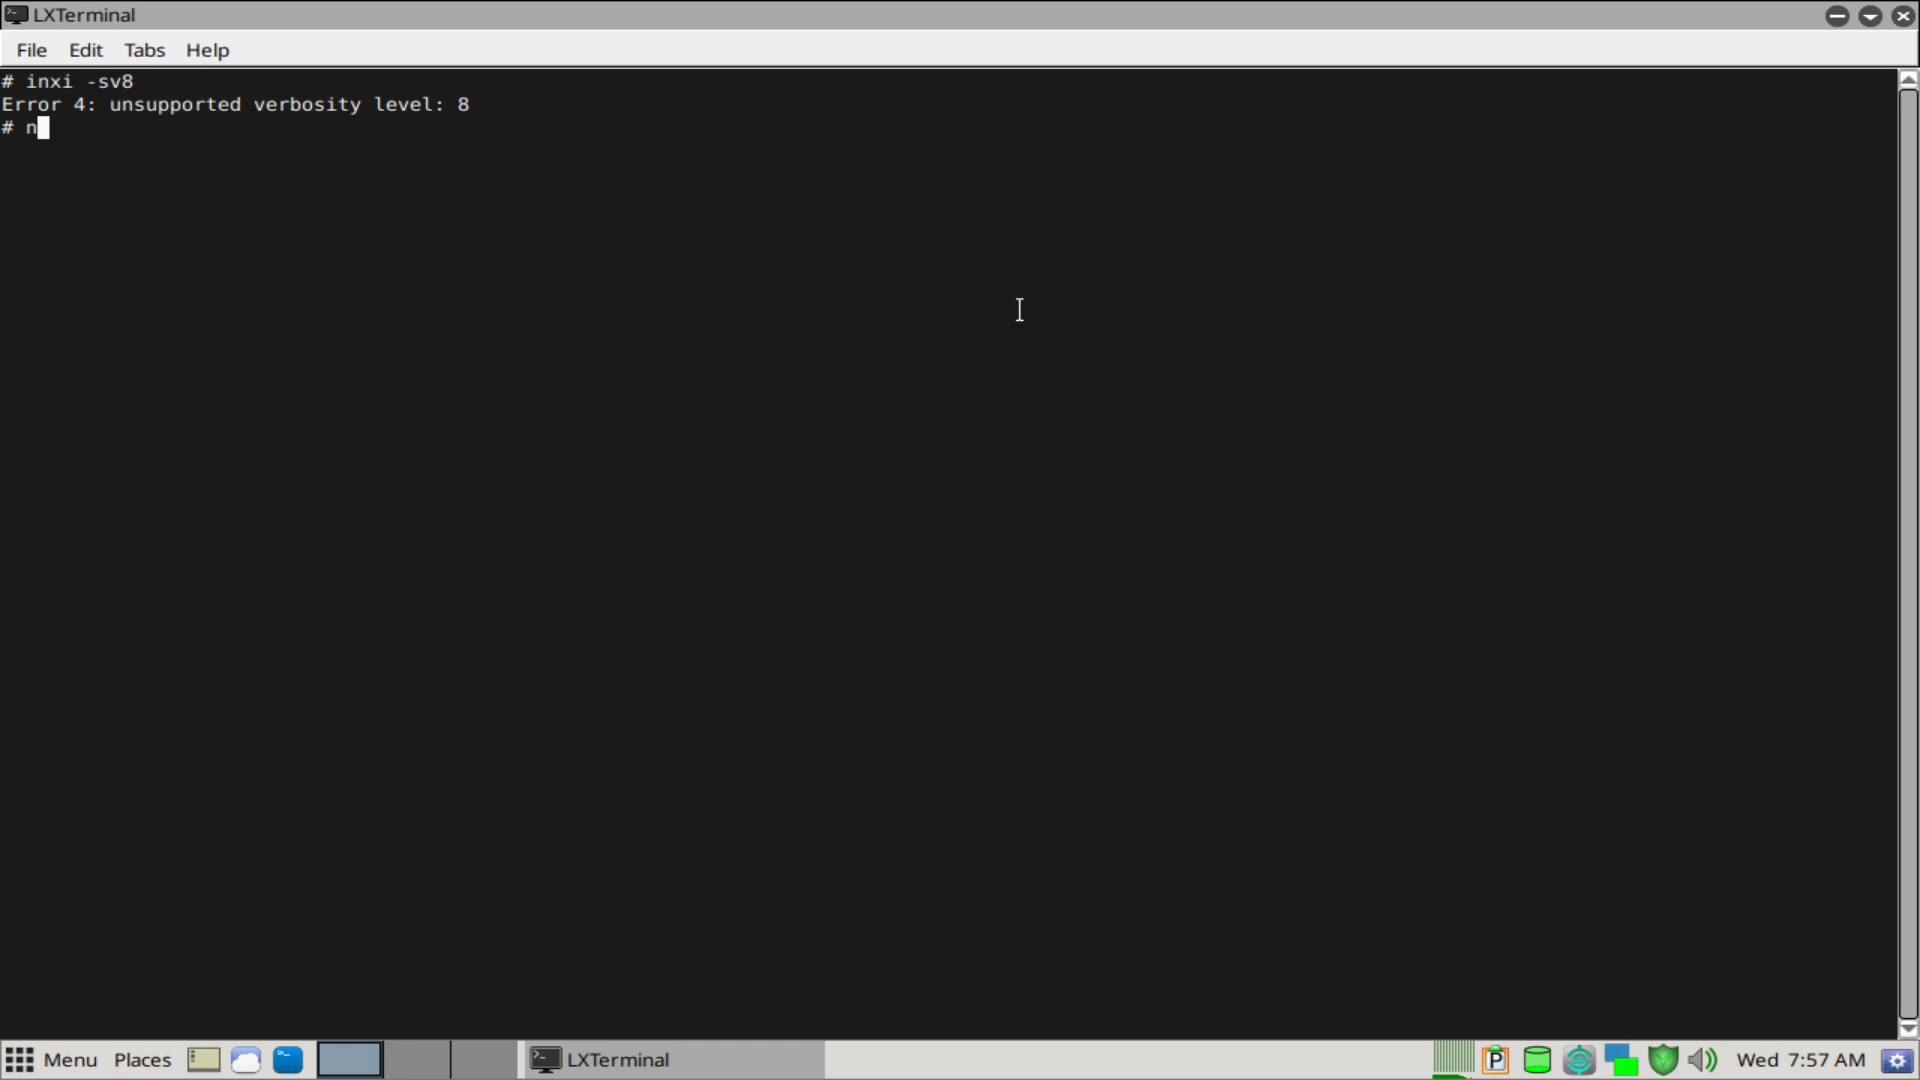 LXTerminal
File Edit Tabs Help
# inxi -sv8
Error 4: unsupported verbosity level: 8
# n
Menu Places LXTerminal P Wed 7:57 AM